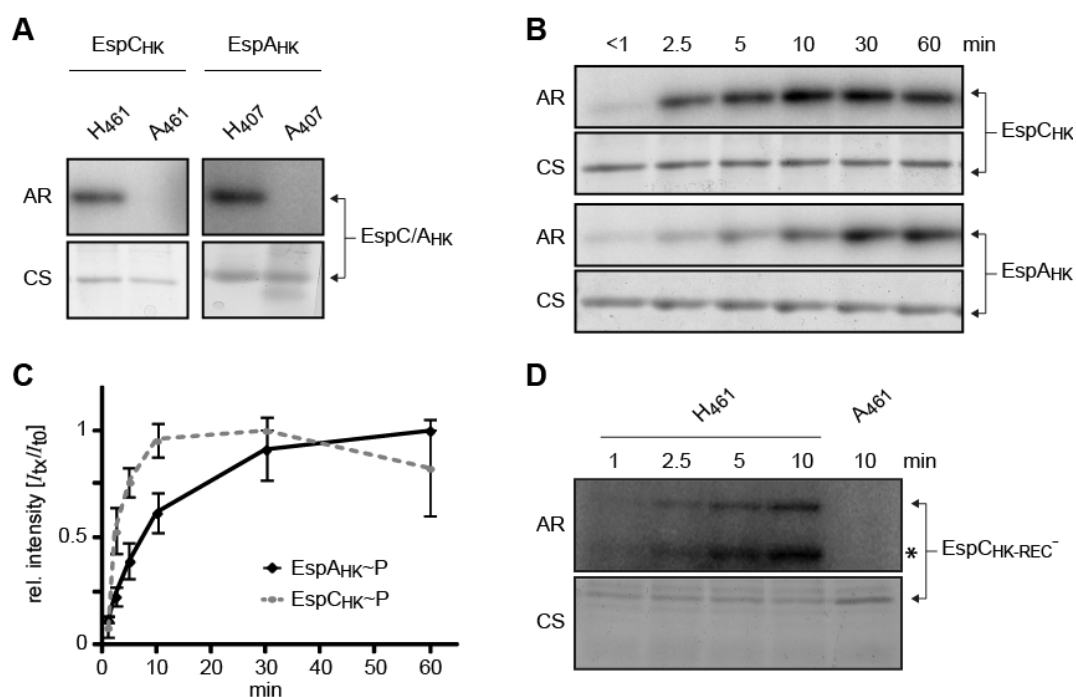 A
EspCHK EspAHK
H461 A461 H407 A407
AR
EspC/AHK
CS
B
<1 2.5 5 10 30 60 min
AR
EspCHK
CS
AR
EspAHK
CS
C
rel. intensity [Itx/It0]
1
0.5
0
EspAHK~P
EspCHK~P
0 10 20 30 40 50 60
min
D
H461 A461
1 2.5 5 10 10 min
AR
* EspCHK-REC-
CS